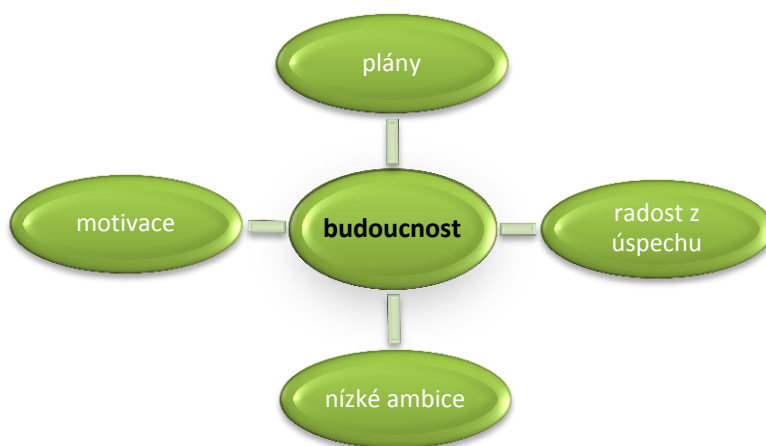 plány
motivace
budoucnost
radost z
úspechu
nízké ambice